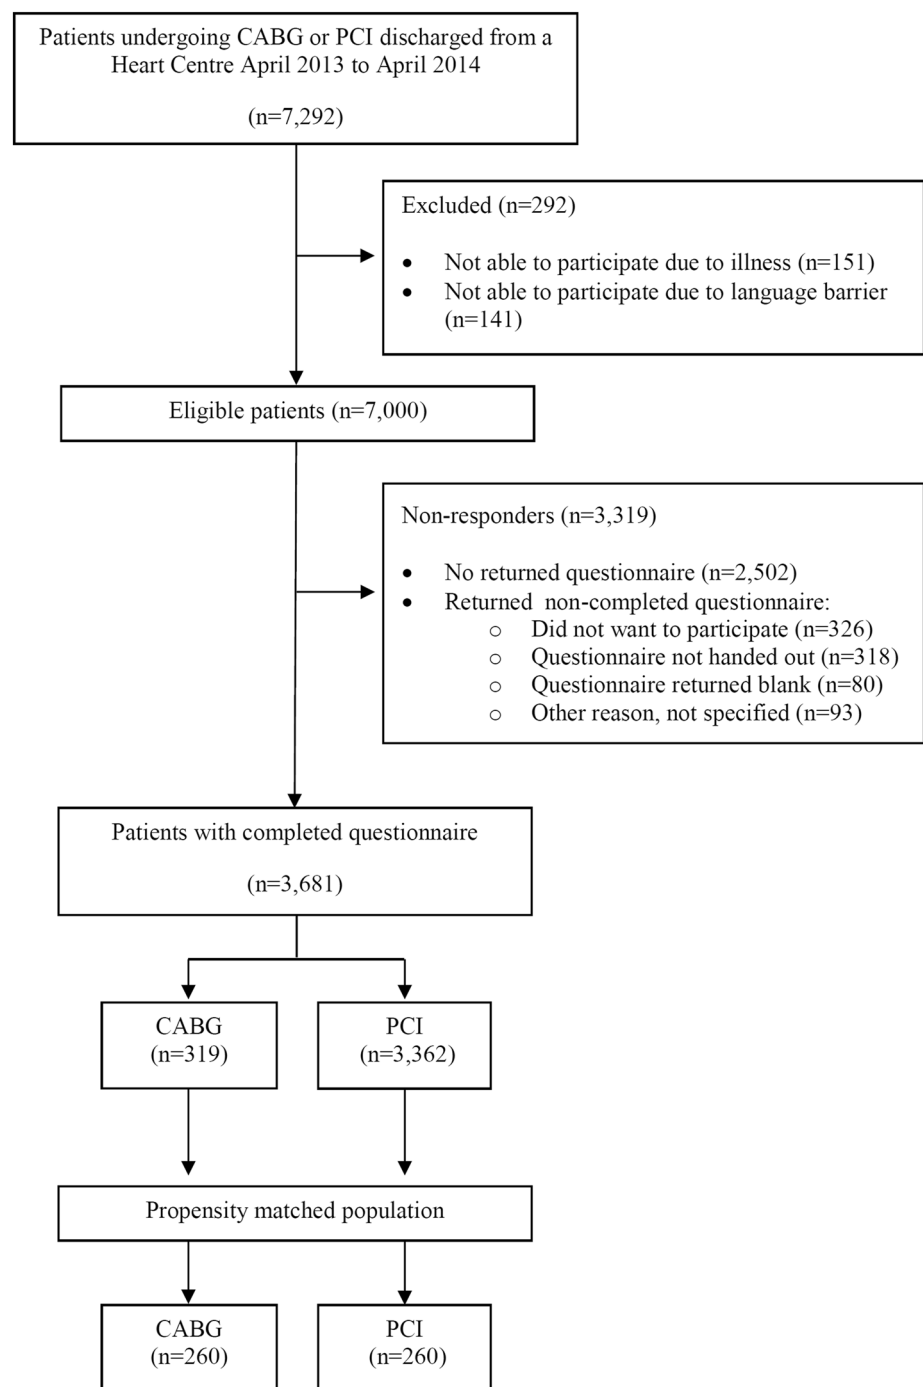 Patients undergoing CABG or PCI discharged from a
Heart Centre April 2013 to April 2014
(n=7,292)
Excluded (n=292)
• Not able to participate due to illness (n=151)
• Not able to participate due to language barrier
(n=141)
Eligible patients (n=7,000)
Non-responders (n=3,319)
• No returned questionnaire (n=2,502)
• Returned non-completed questionnaire:
o Did not want to participate (n=326)
o Questionnaire not handed out (n=318)
o Questionnaire returned blank (n=80)
o Other reason, not specified (n=93)
Patients with completed questionnaire
(n=3,681)
CABG
(n=319)
PCI
(n=3,362)
Propensity matched population
CABG
(n=260)
PCI
(n=260)